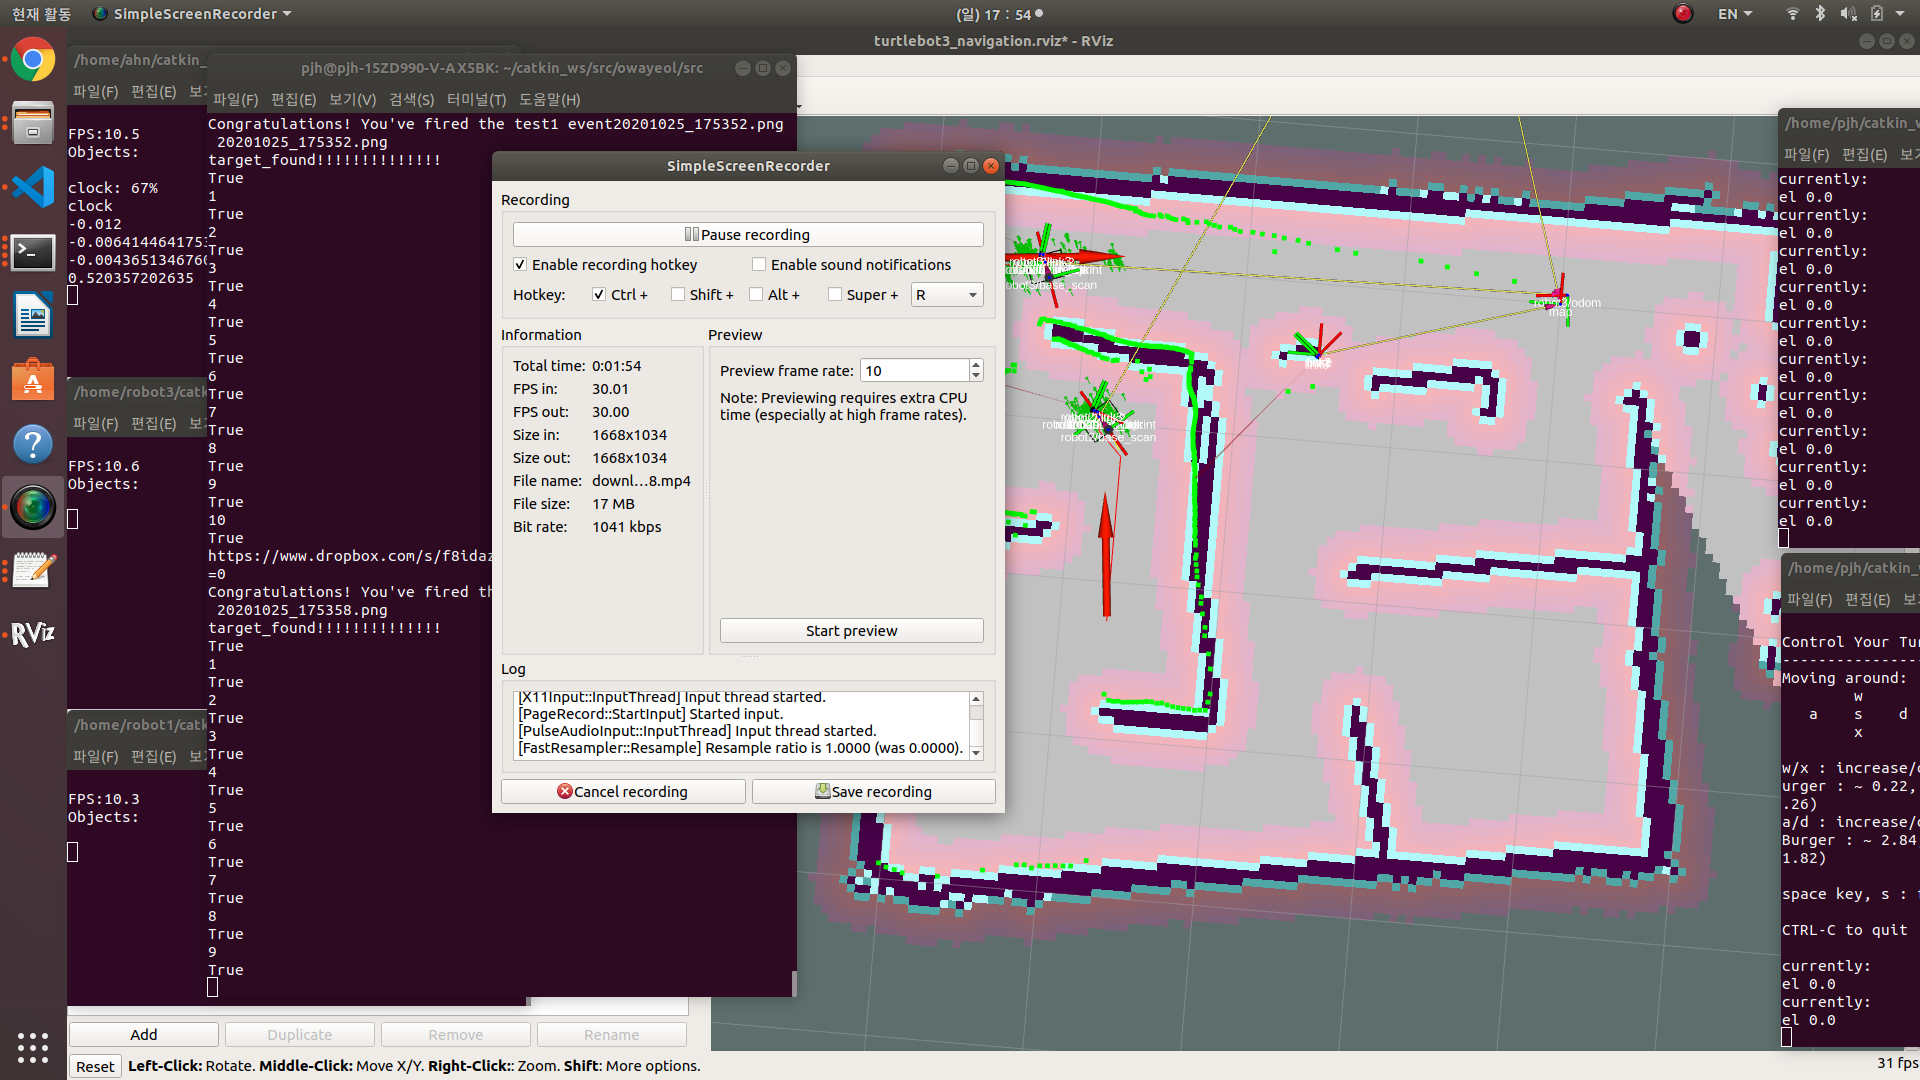 현재 활동
SimpleScreenRecorder
(일) 17 : 54
EN
turtlebot3_navigation.rviz* - RViz
/home/ahn/catkin_
파일(F) 편집(E) 보기
FPS:10.5
Objects:
clock: 67%
clock
-0.012
-0.0064144641753
-0.0043651346760
0.520357202635
/home/robot3/catk
파일(F) 편집(E) 보기
FPS:10.6
Objects:
/home/robot1/catk
파일(F) 편집(E) 보기
FPS:10.3
Objects:
pjh@pjh-15ZD990-V-AX5BK: ~/catkin_ws/src/owayeol/src
파일(F) 편집(E) 보기(V) 검색(S) 터미널(T) 도움말(H)
Congratulations! You've fired the test1 event20201025_175352.png
20201025_175352.png
target_found!!!!!!!!!!!!!!
True
1
True
2
True
3
True
4
True
5
True
6
True
7
True
8
True
9
True
10
True
https://www.dropbox.com/s/f8idaz
=0
Congratulations! You've fired th
20201025_175358.png
target_found!!!!!!!!!!!!!!
True
1
True
2
True
3
True
4
True
5
True
6
True
7
True
8
True
9
True
SimpleScreenRecorder
Recording
Pause recording
Enable recording hotkey
Enable sound notifications
Hotkey:
Ctrl +
Shift +
Alt +
Super +
R
Information
Total time: 0:01:54
FPS in: 30.01
FPS out: 30.00
Size in: 1668x1034
Size out: 1668x1034
File name: downl...8.mp4
File size: 17 MB
Bit rate: 1041 kbps
Preview
Preview frame rate: 10
Note: Previewing requires extra CPU
time (especially at high frame rates).
Start preview
Log
[X11Input::InputThread] Input thread started.
[PageRecord::StartInput] Started input.
[PulseAudioInput::InputThread] Input thread started.
[FastResampler::Resample] Resample ratio is 1.0000 (was 0.0000).
Cancel recording
Save recording
robot3/base_scan
robot2/base_scan
robot3/odom
map
/home/pjh/catkin_w
파일(F) 편집(E) 보기
currently:
el 0.0
currently:
el 0.0
currently:
el 0.0
currently:
el 0.0
currently:
el 0.0
currently:
el 0.0
currently:
el 0.0
currently:
el 0.0
currently:
el 0.0
currently:
el 0.0
/home/pjh/catkin_w
파일(F) 편집(E) 보기
Control Your Tur
----------------
Moving around:
w
a s d
x
w/x : increase/d
urger : ~ 0.22,
.26)
a/d : increase/d
Burger : ~ 2.84,
1.82)
space key, s : f
CTRL-C to quit
currently:
el 0.0
currently:
el 0.0
RViz
Add
Duplicate
Remove
Rename
Reset
Left-Click: Rotate. Middle-Click: Move X/Y. Right-Click:: Zoom. Shift: More options.
31 fps